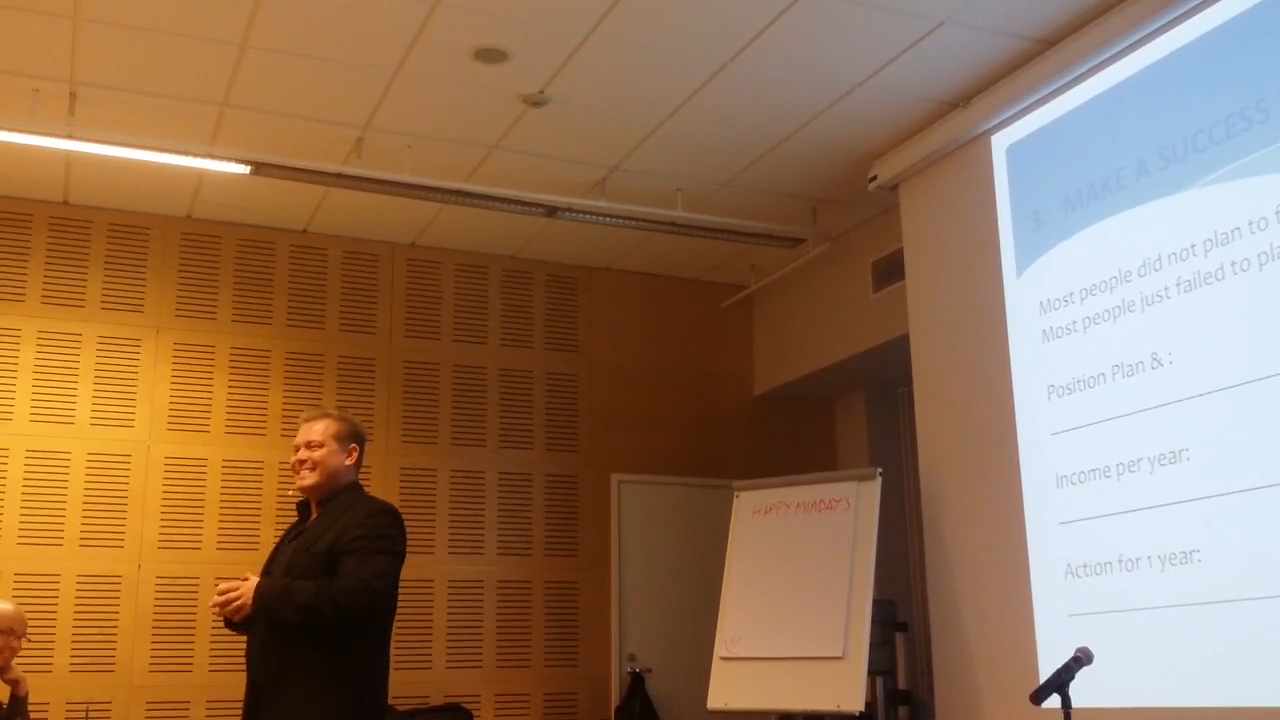 HAPPY MONDAY'S
3. MAKE A SUCCESS
Most people did not plan to
Most people just failed to
Position Plan & :
Income per year:
Action for 1 year: